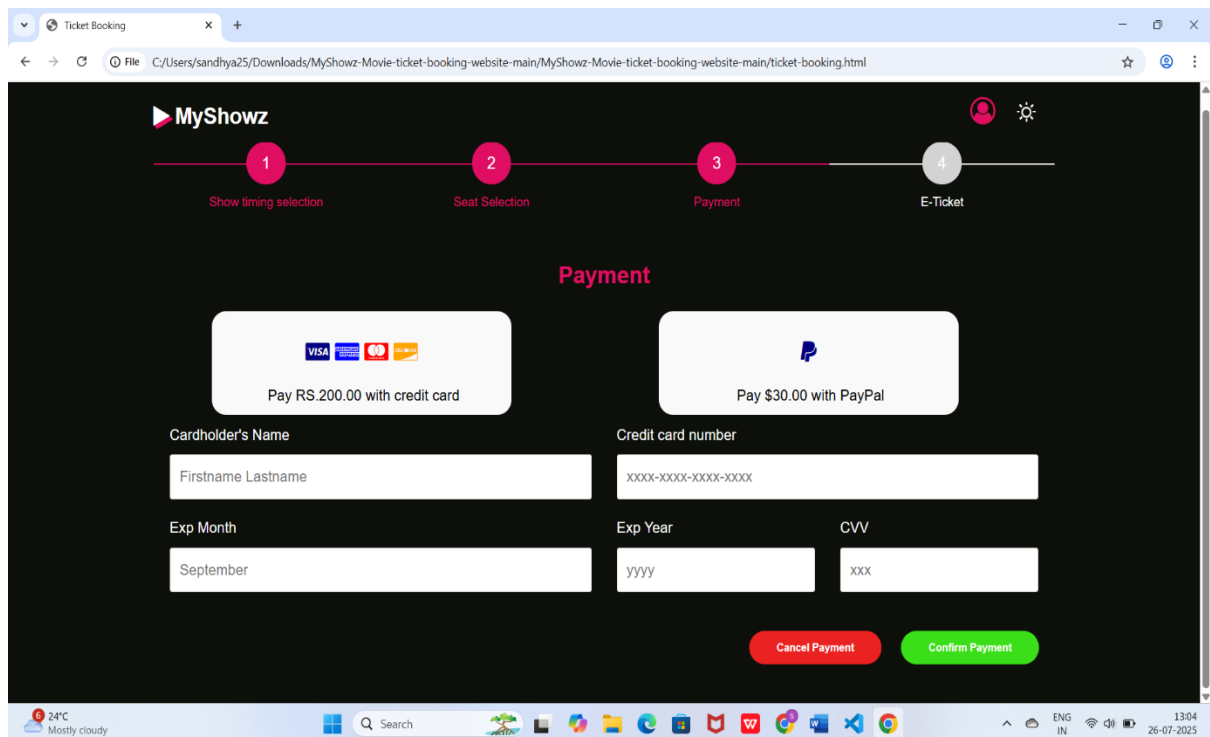 Ticket Booking
File C:/Users/sandhya25/Downloads/MyShowz-Movie-ticket-booking-website-main/MyShowz-Movie-ticket-booking-website-main/ticket-booking.html
MyShowz
1 2 3 4
Show timing selection Seat Selection Payment E-Ticket
Payment
VISA
Pay RS.200.00 with credit card Pay $30.00 with PayPal
Cardholder's Name Credit card number
Firstname Lastname xxxx-xxxx-xxxx-xxxx
Exp Month Exp Year CVV
September yyyy xxx
Cancel Payment Confirm Payment
6 24°C Search ENG 13:04
Mostly cloudy IN 26-07-2025